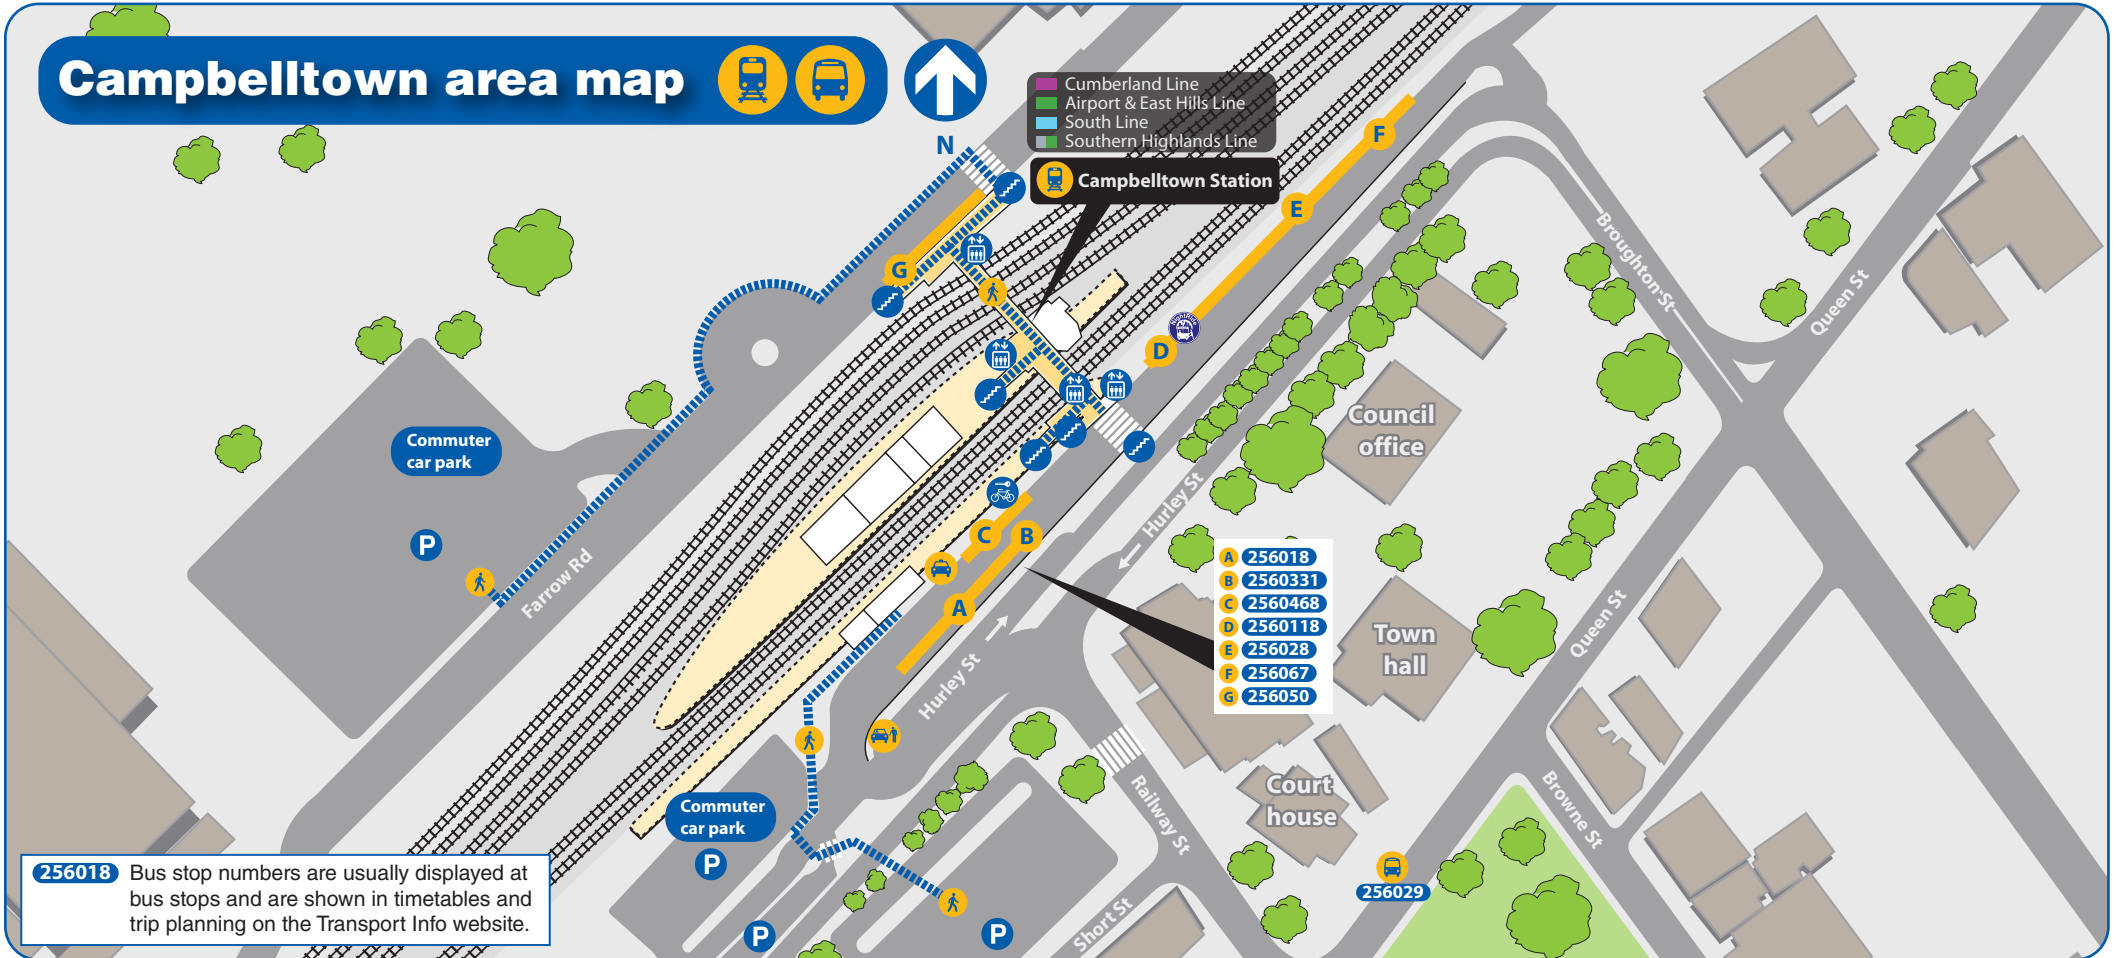 Campbelltown area map
N
Cumberland Line
Airport & East Hills Line
South Line
Southern Highlands Line
Campbelltown Station
F
E
G
NightRide
D
Broughton St
Queen St
Council
office
Commuter
car park
P
Hurley St
C
B
A
Farrow Rd
A 256018
B 2560331
C 2560468
D 2560118
E 256028
F 256067
G 256050
Town
hall
Queen St
Hurley St
Commuter
car park
P
P
P
Railway St
Court
house
Browne St
Short St
256029
256018 Bus stop numbers are usually displayed at
bus stops and are shown in timetables and
trip planning on the Transport Info website.